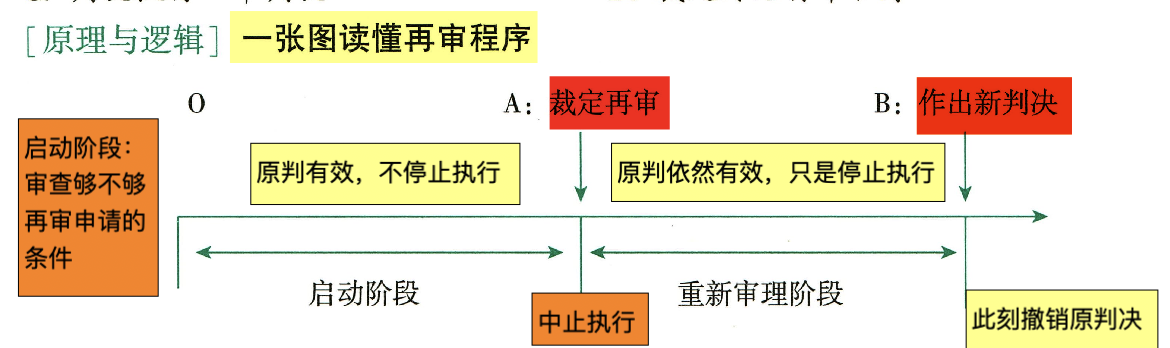 [原理与逻辑] 一张图读懂再审程序
O
A：裁定再审
B：作出新判决
启动阶段：
审查够不够
再审申请的
条件
原判有效，不停止执行
原判依然有效，只是停止执行
启动阶段
重新审理阶段
中止执行
此刻撤销原判决